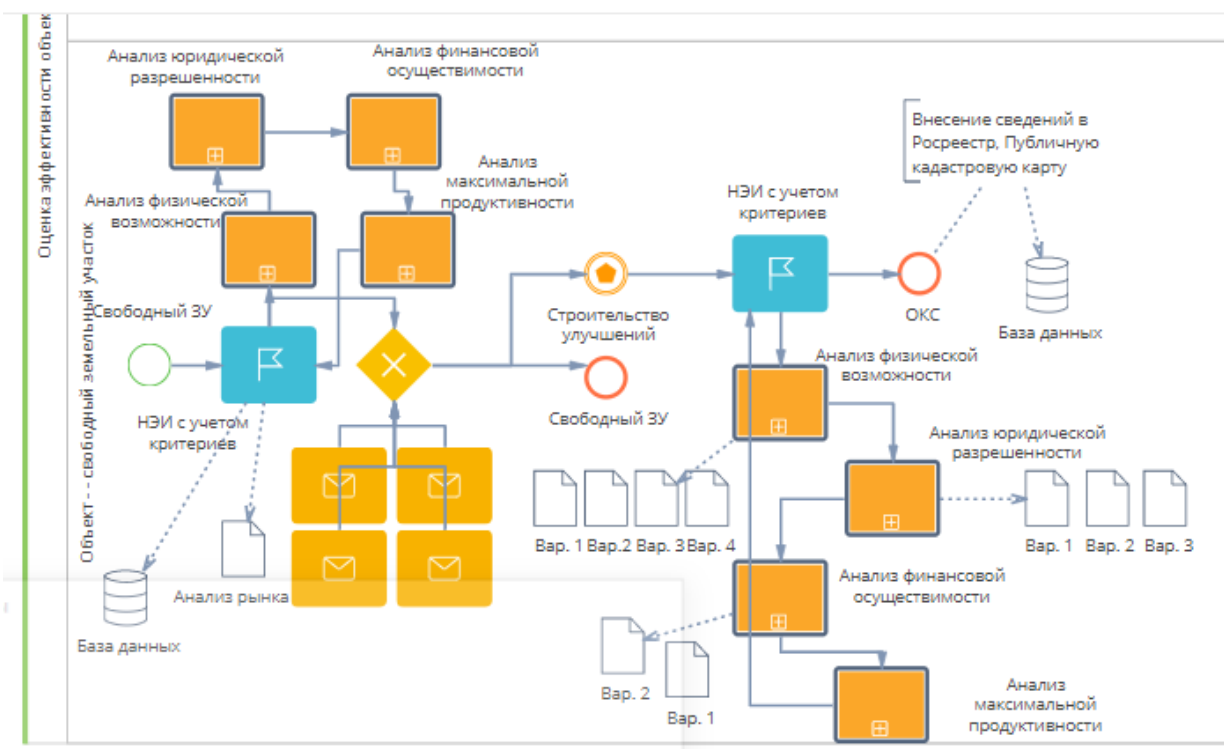 Оценка эффективности объек
Объект - - свободный земельный участок
Анализ юридической
разрешенности
Анализ финансовой
осуществимости
Анализ физической
возможности
Анализ
максимальной
продуктивности
Свободный ЗУ
НЭИ с учетом
критериев
База данных
Анализ рынка
Строительство
улучшений
Свободный ЗУ
НЭИ с учетом
критериев
Внесение сведений в
Росреестр, Публичную
кадастровую карту
ОКС
База данных
Анализ физической
возможности
Вар. 1 Вар.2 Вар. 3 Вар. 4
Анализ юридической
разрешенности
Вар. 1 Вар. 2 Вар. 3
Анализ финансовой
осуществимости
Вар. 2
Вар. 1
Анализ
максимальной
продуктивности